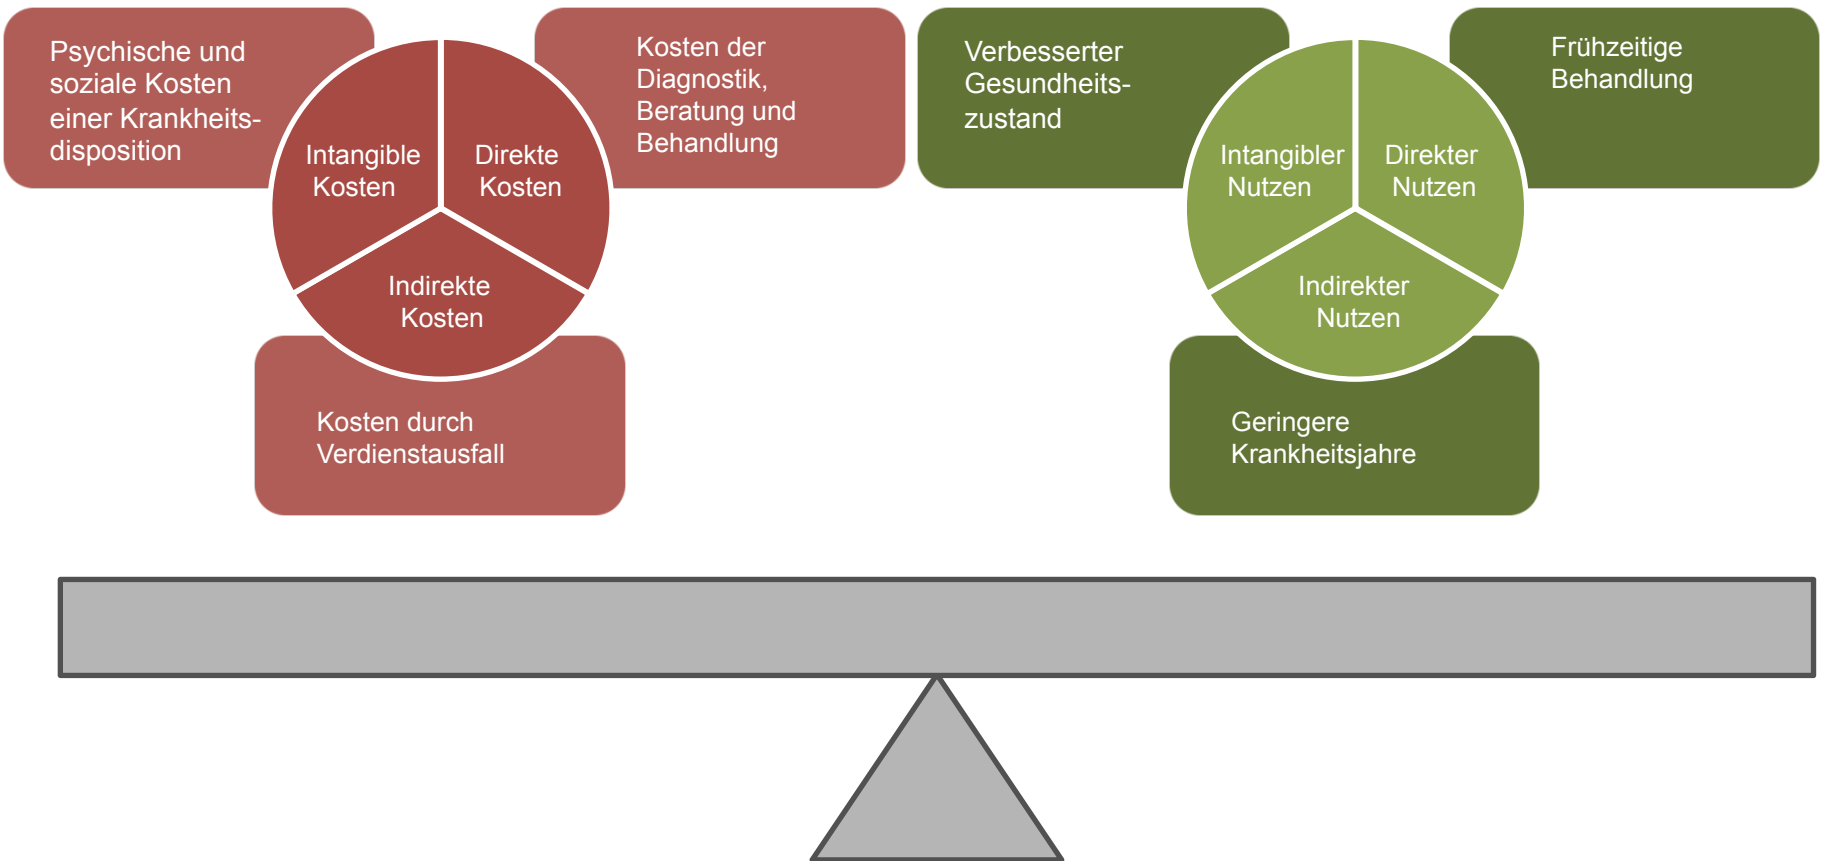 Psychische und
soziale Kosten
einer Krankheits-
disposition
Intangible
Kosten
Direkte
Kosten
Kosten der
Diagnostik,
Beratung und
Behandlung
Indirekte
Kosten
Kosten durch
Verdienstausfall
Verbesserter
Gesundheits-
zustand
Intangibler
Nutzen
Direkter
Nutzen
Frühzeitige
Behandlung
Indirekter
Nutzen
Geringere
Krankheitsjahre